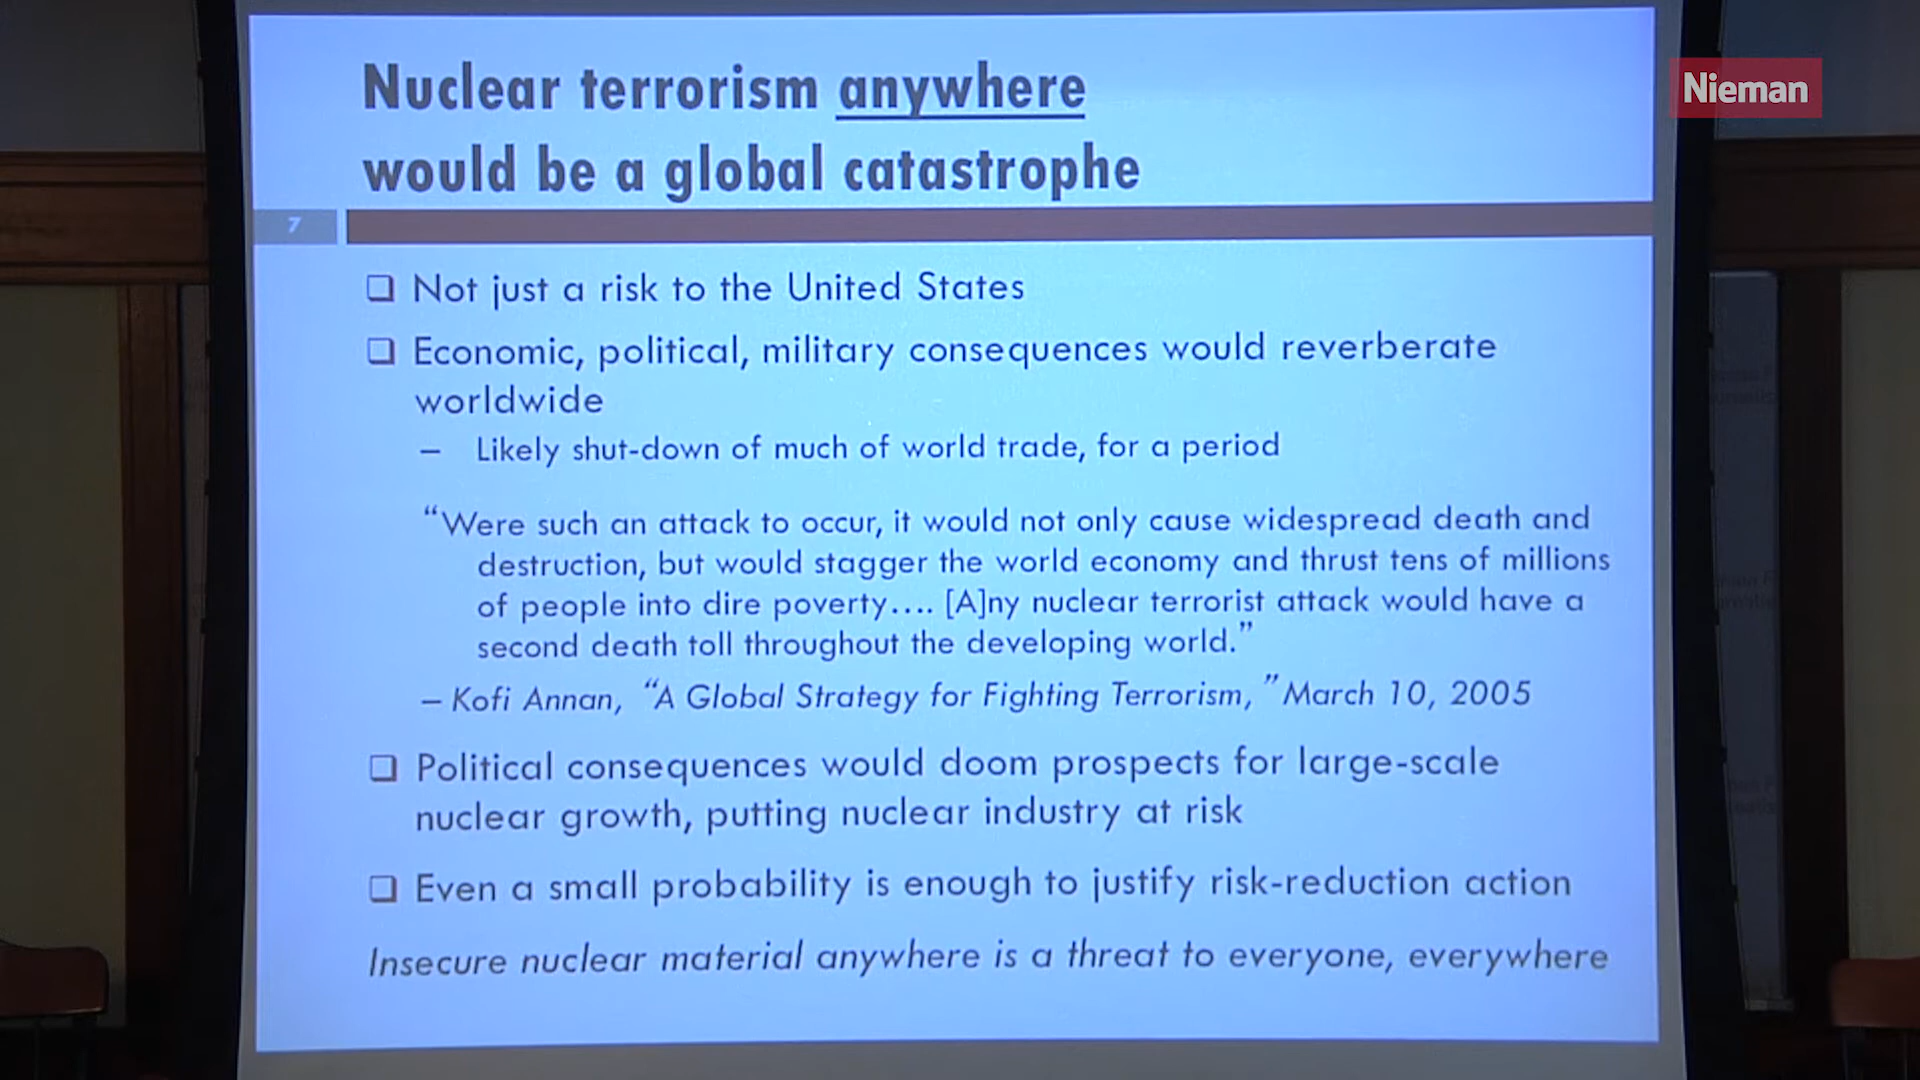 Nuclear terrorism anywhere
would be a global catastrophe
Nieman
7
❑ Not just a risk to the United States
❑ Economic, political, military consequences would reverberate
worldwide
– Likely shut-down of much of world trade, for a period
“Were such an attack to occur, it would not only cause widespread death and
destruction, but would stagger the world economy and thrust tens of millions
of people into dire poverty…. [A]ny nuclear terrorist attack would have a
second death toll throughout the developing world.”
– Kofi Annan, “A Global Strategy for Fighting Terrorism,” March 10, 2005
❑ Political consequences would doom prospects for large-scale
nuclear growth, putting nuclear industry at risk
❑ Even a small probability is enough to justify risk-reduction action
Insecure nuclear material anywhere is a threat to everyone, everywhere